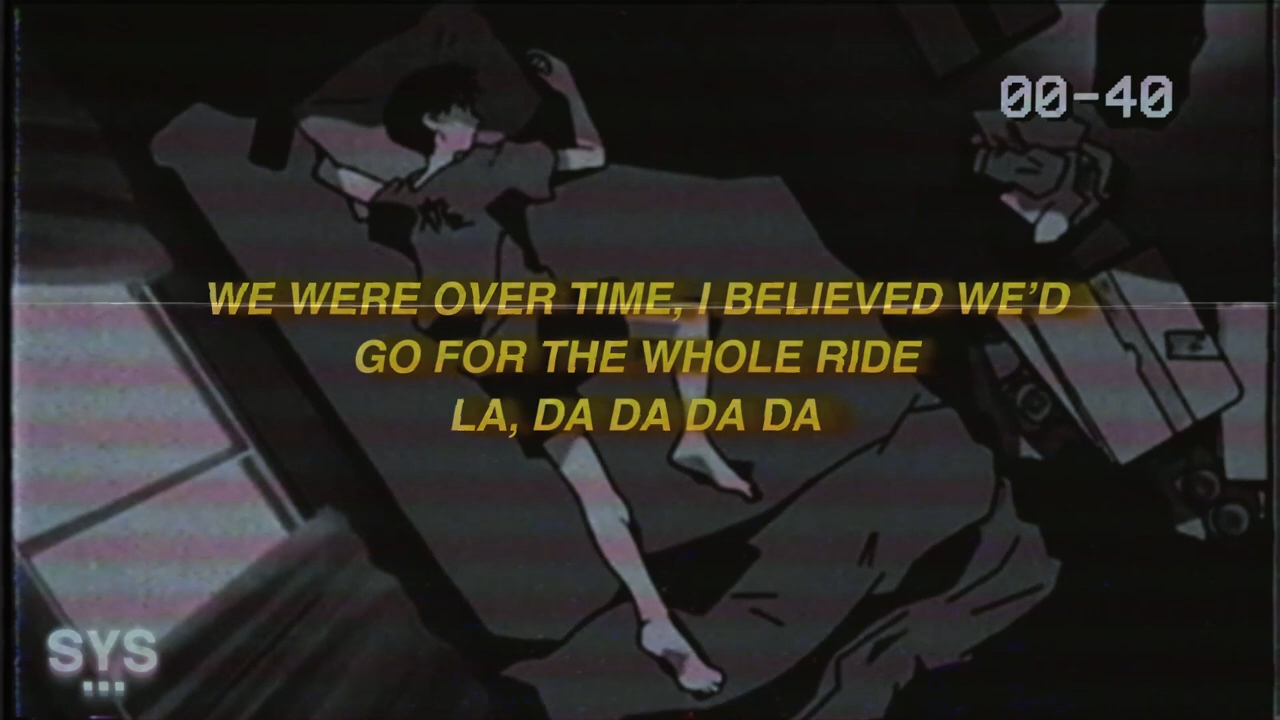 00-40
WE WERE OVER TIME, I BELIEVED WE'D
GO FOR THE WHOLE RIDE
LA, DA DA DA DA
SYS